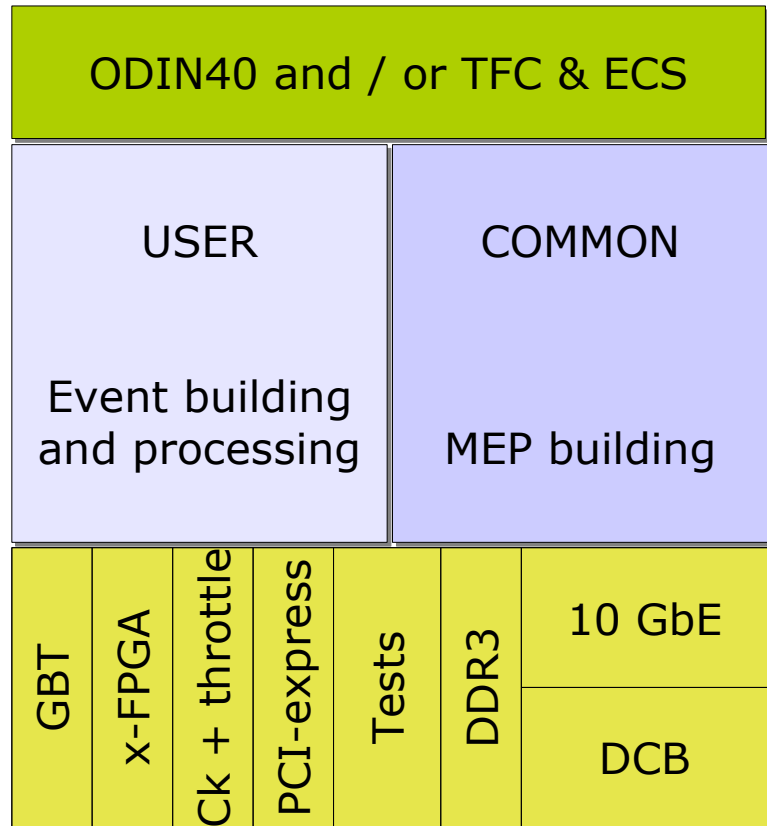 ODIN40 and / or TFC & ECS
USER
COMMON
Event building
and processing
MEP building
GBT
x-FPGA
Ck + throttle
PCI-express
Tests
DDR3
10 GbE
DCB